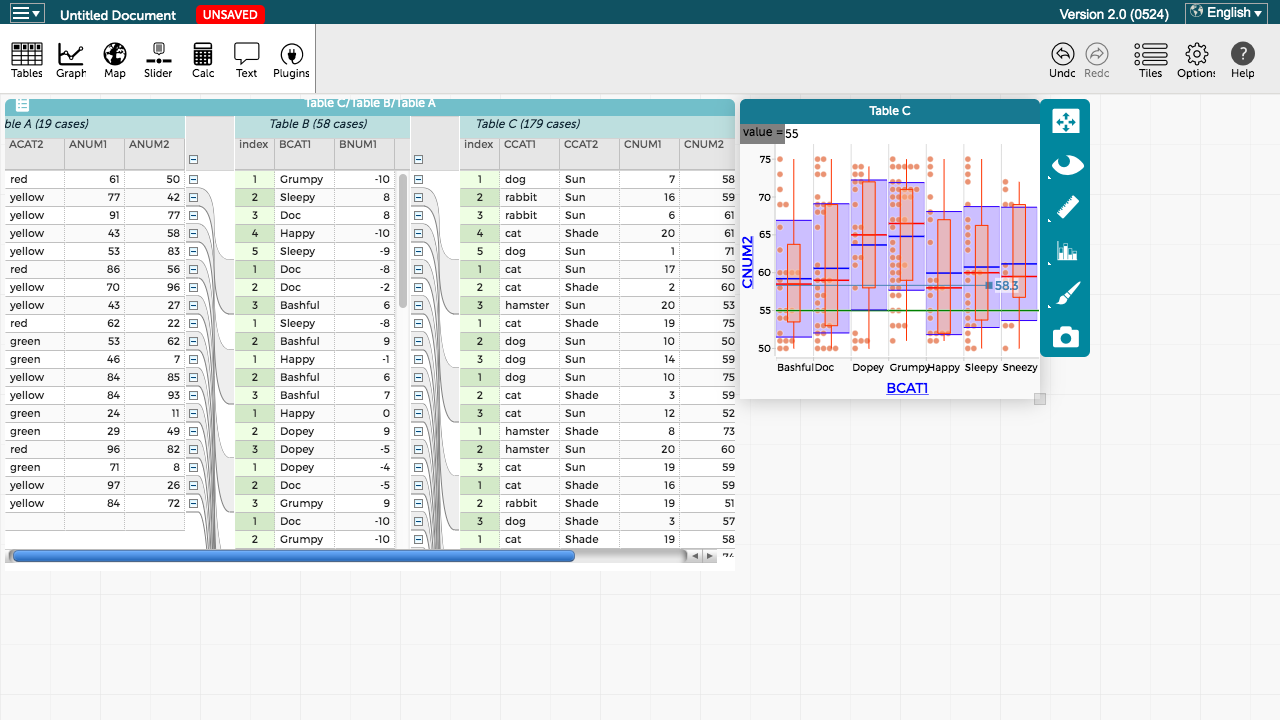 Untitled Document UNSAVED Version 2.0 (0524) English
Tables Graph Map Slider Calc Text Plugins Undo Redo Tiles Options Help
Table C/Table B/Table A
ble A (19 cases) Table B (58 cases) Table C (179 cases)
ACAT2 ANUM1 ANUM2 index BCAT1 BNUM1 index CCAT1 CCAT2 CNUM1 CNUM2
red 61 50 1 Grumpy -10 1 dog Sun 7 58
yellow 77 42 2 Sleepy 8 2 rabbit Sun 16 59
yellow 91 77 3 Doc 8 3 rabbit Sun 6 61
yellow 43 58 4 Happy -10 4 cat Shade 20 61
yellow 53 83 5 Sleepy -9 5 dog Sun 1 71
red 86 56 1 Doc -8 1 cat Sun 17 50
yellow 77 96 2 Doc -2 2 cat Shade 2 60
yellow 43 27 3 Bashful 6 3 hamster Sun 20 53
red 62 22 1 Sleepy -8 1 cat Shade 19 75
green 53 62 2 Bashful 9 2 dog Sun 10 50
green 46 7 1 Happy -1 3 dog Sun 14 59
yellow 84 85 2 Bashful 6 1 dog Sun 10 75
yellow 84 93 3 Bashful 7 2 cat Shade 3 59
green 24 11 1 Happy 0 3 cat Sun 12 52
green 29 49 2 Dopey 9 1 hamster Shade 8 73
red 96 82 3 Dopey -5 2 hamster Sun 20 60
green 71 8 1 Dopey -4 3 cat Sun 19 59
yellow 97 26 2 Doc -5 1 cat Shade 16 59
yellow 84 72 3 Grumpy 9 2 rabbit Shade 19 51
1 Doc -10 3 dog Shade 3 57
2 Grumpy -10 1 cat Shade 19 58
Table C
value = 55
75
70
65
60
55
50
CNUM2
58.3
Bashful Doc Dopey Grumpy Happy Sleepy Sneezy
BCAT1